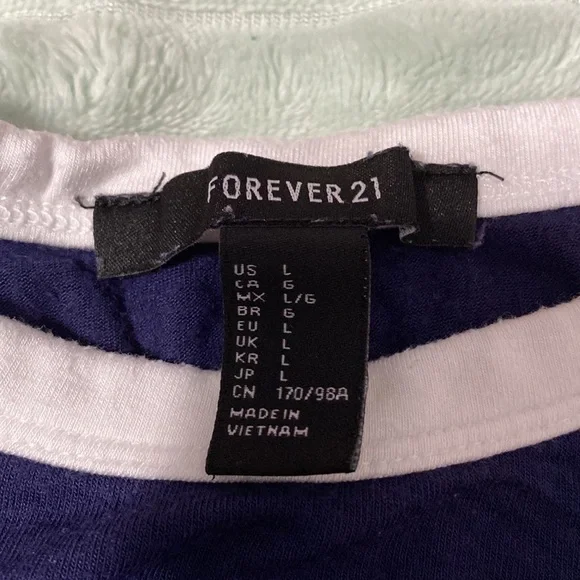 FOREVER 21
US L
CA G
MX L/G
BR G
EU L
UK L
KR L
JP L
CN 170/98A
MADE IN
VIETNAM